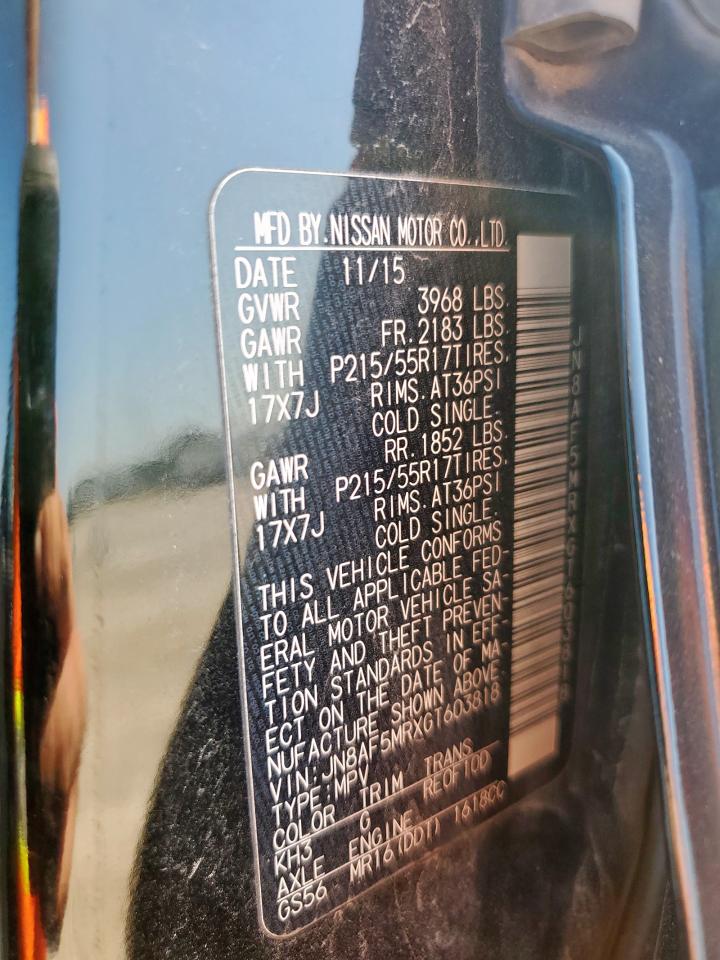 MFD BY.NISSAN MOTOR CO.,LTD.
DATE 11/15
GVWR 3968 LBS.
GAWR FR.2183 LBS.
WITH P215/55R17TIRES.
17X7J RIMS.AT36PSI
COLD SINGLE.
GAWR RR.1852 LBS.
WITH P215/55R17TIRES.
17X7J RIMS.AT36PSI
COLD SINGLE.
THIS VEHICLE CONFORMS
TO ALL APPLICABLE FED-
ERAL MOTOR VEHICLE SA-
FETY AND THEFT PREVEN-
TION STANDARDS IN EFF-
ECT ON THE DATE OF MA-
NUFACTURE SHOWN ABOVE.
VIN:JN8AF5MRXGT603818
TYPE:MPV
COLOR TRIM TRANS
KH3 G RE0F10D
AXLE ENGINE
GS56 MR16(DDT) 1618CC
JN8AF5MRXGT603818